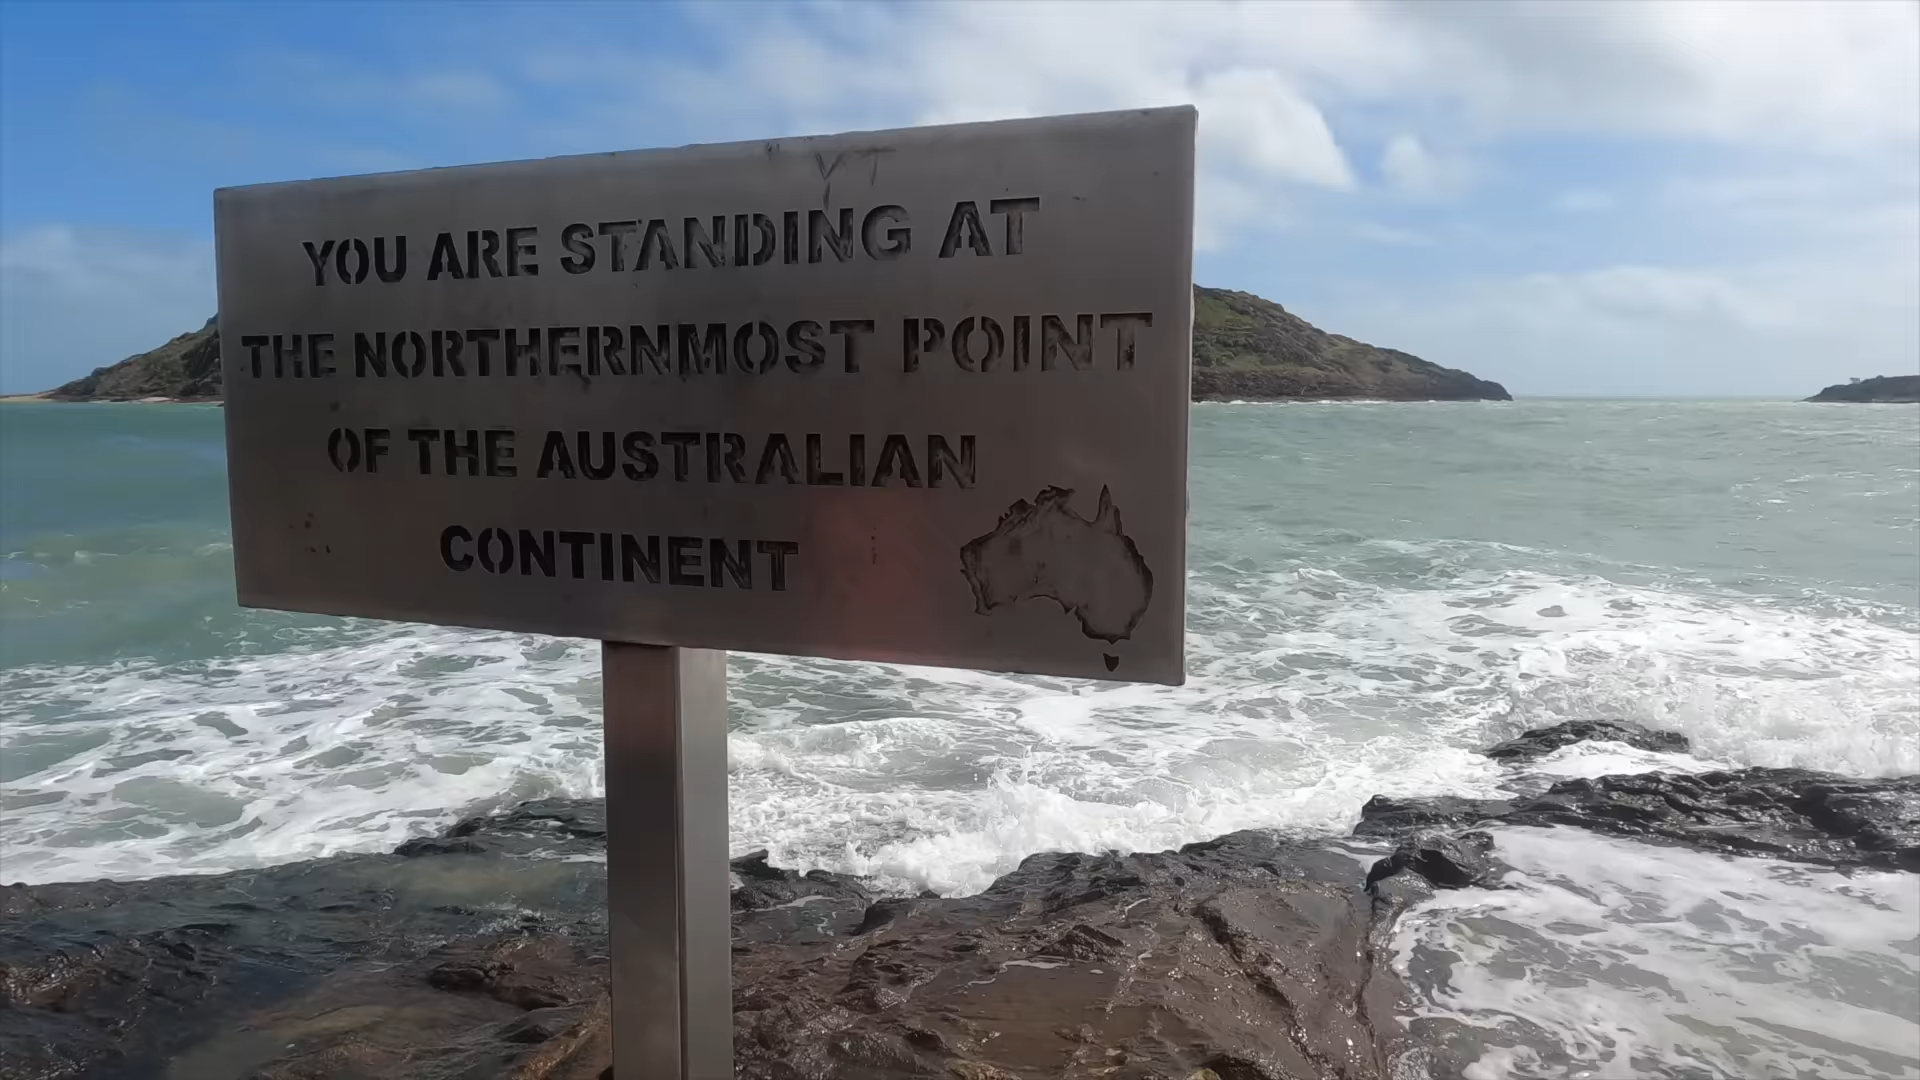 YOU ARE STANDING AT
THE NORTHERNMOST POINT
OF THE AUSTRALIAN
CONTINENT